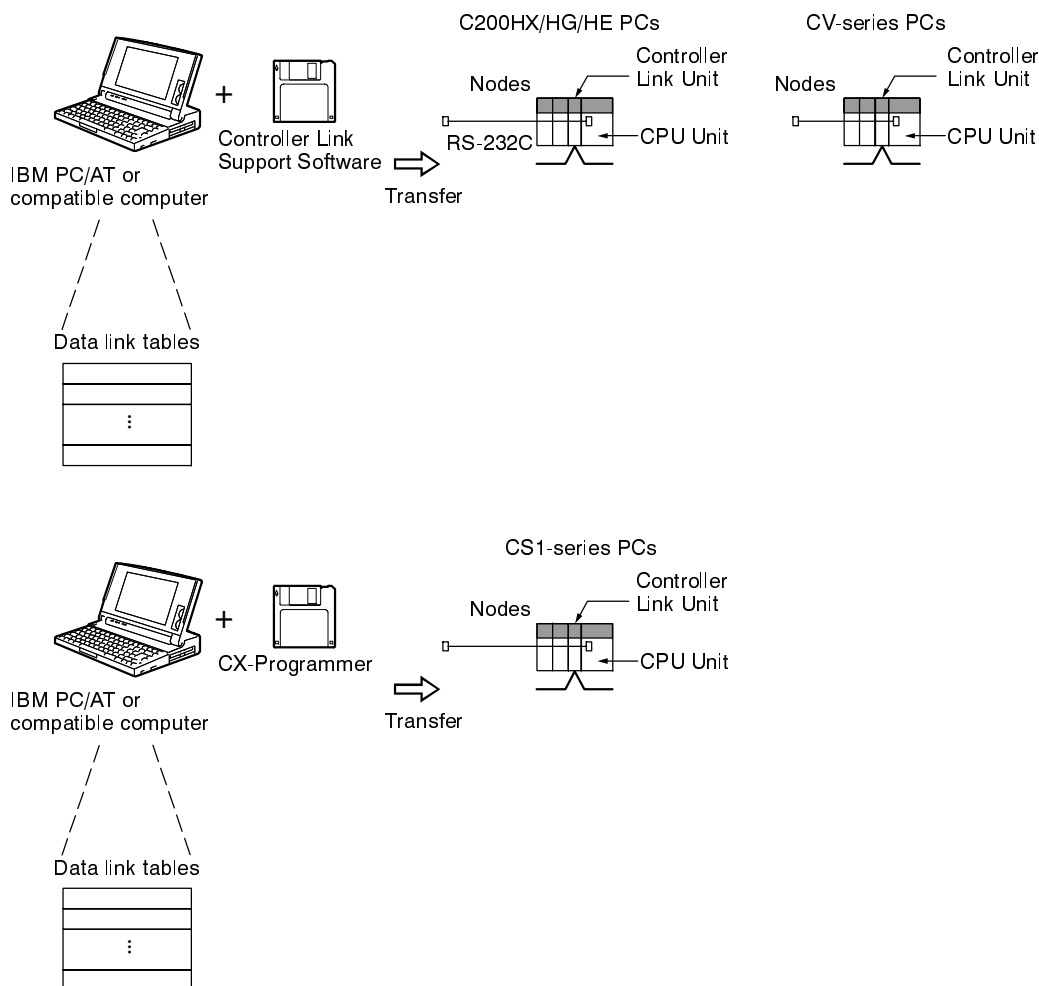 C200HX/HG/HE PCs
CV-series PCs
Nodes
Controller
Link Unit
Nodes
Controller
Link Unit
RS-232C
CPU Unit
CPU Unit
+
Controller Link
Support Software
Transfer
IBM PC/AT or
compatible computer
Data link tables
CS1-series PCs
Nodes
Controller
Link Unit
CPU Unit
+
CX-Programmer
Transfer
IBM PC/AT or
compatible computer
Data link tables